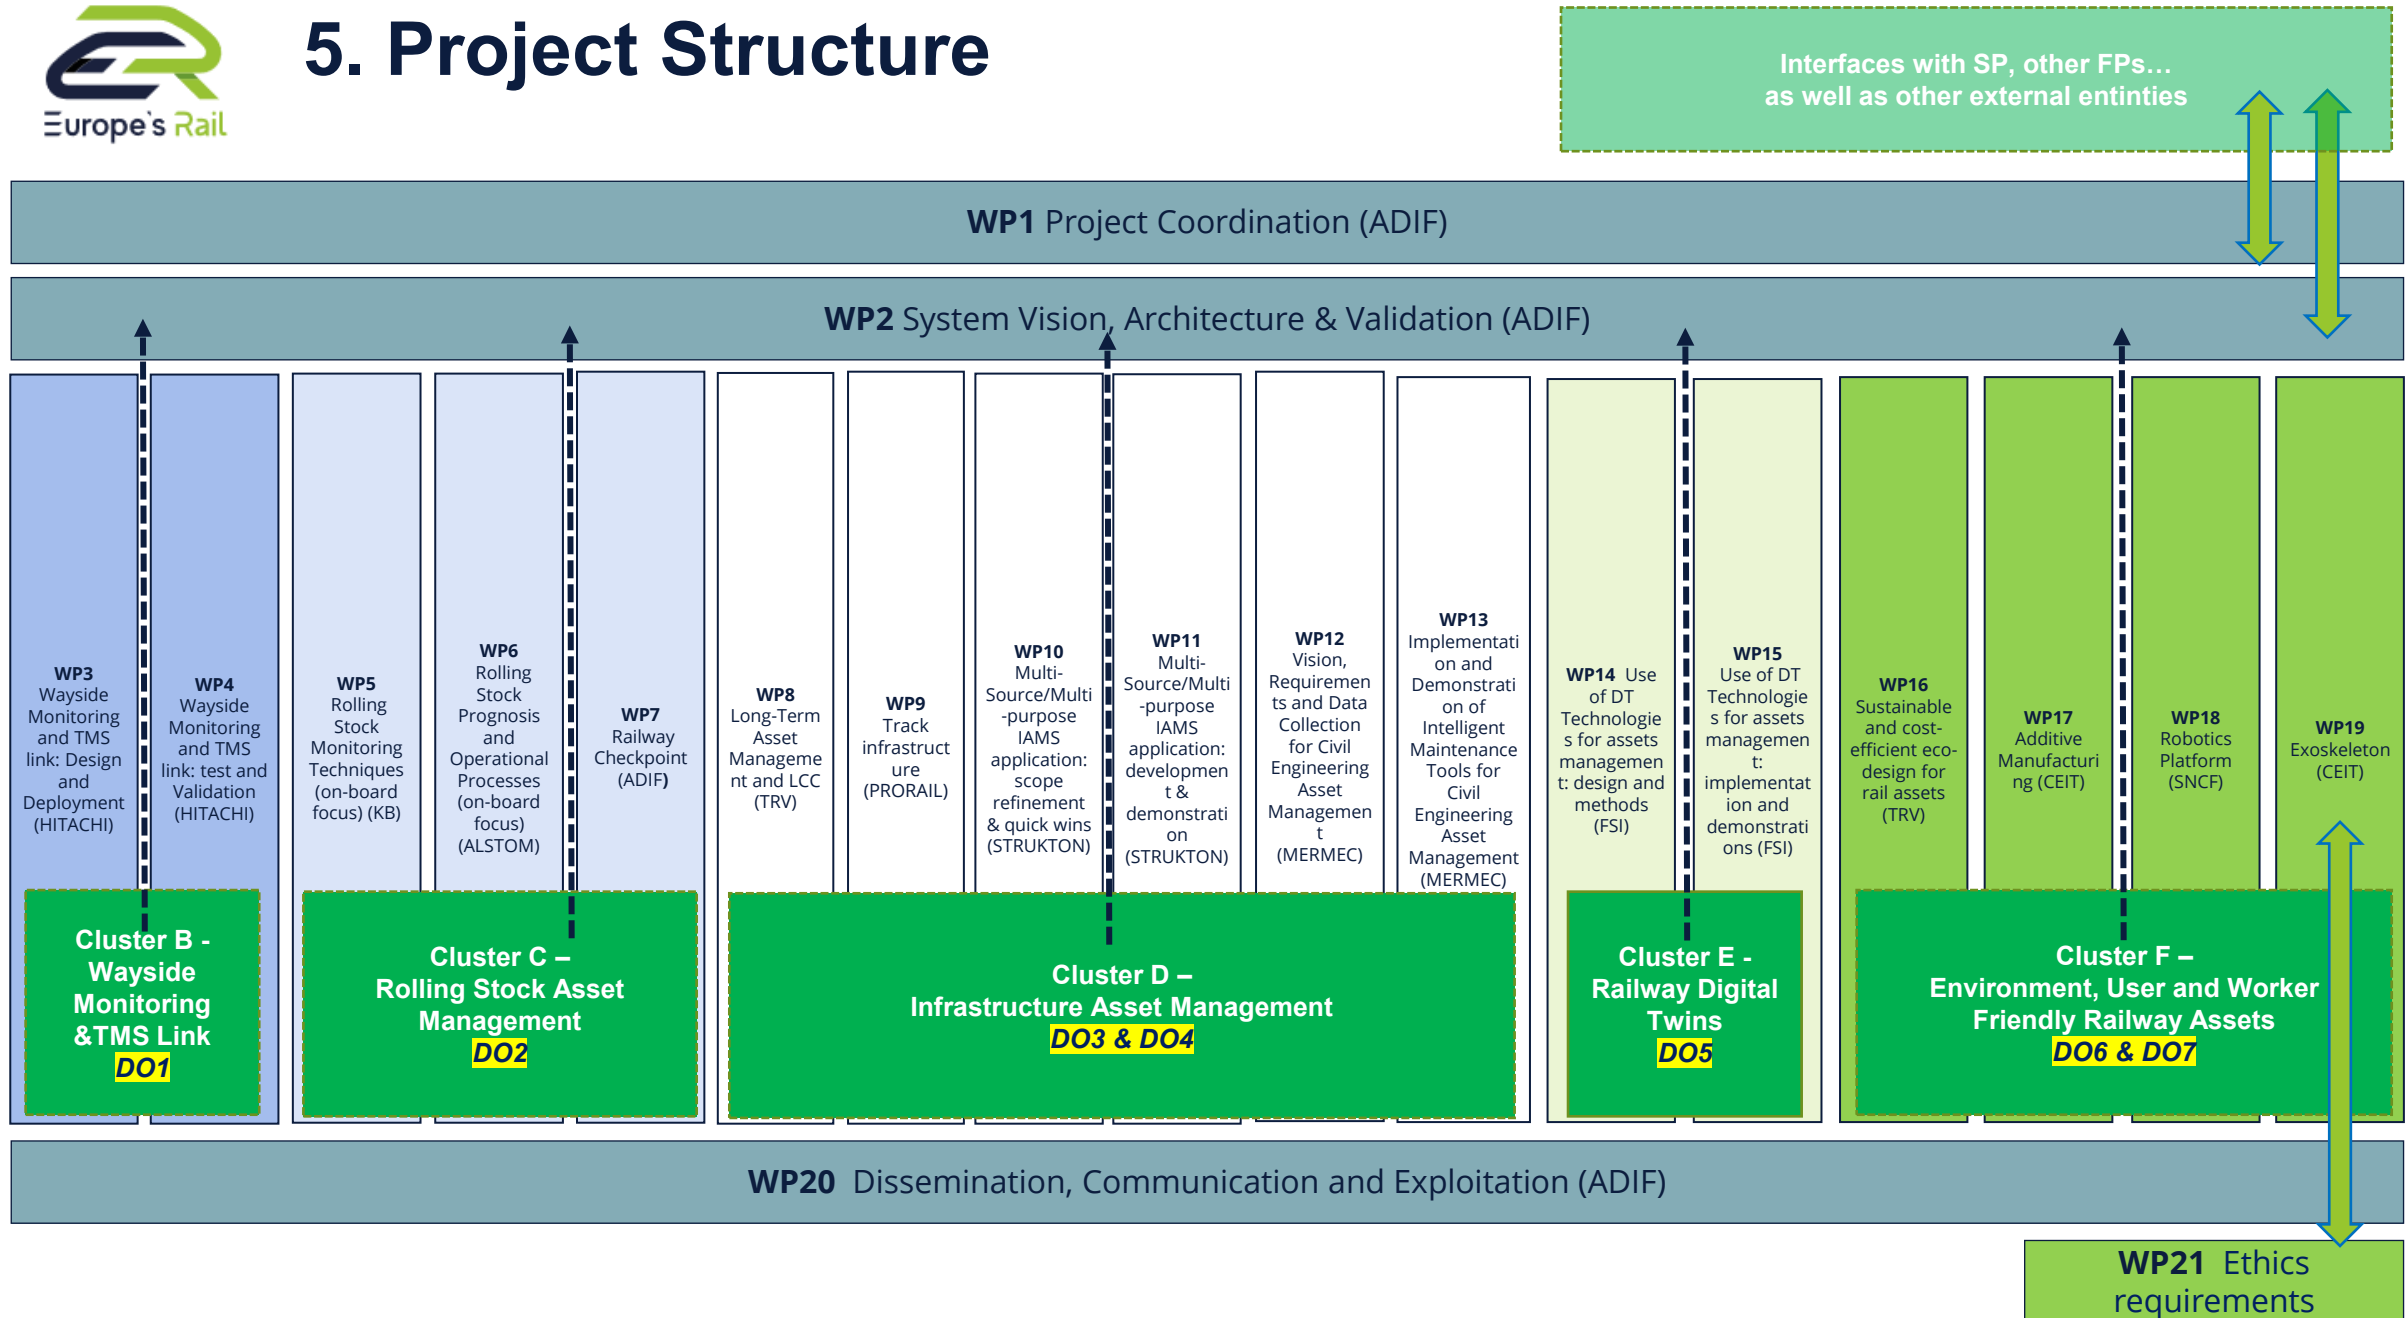 Europe's Rail
5. Project Structure
Interfaces with SP, other FPs…
as well as other external entinties
WP1 Project Coordination (ADIF)
WP2 System Vision, Architecture & Validation (ADIF)
WP3
Wayside
Monitoring
and TMS
link: Design
and
Deployment
(HITACHI)
WP4
Wayside
Monitoring
and TMS
link: test and
Validation
(HITACHI)
WP5
Rolling
Stock
Monitoring
Techniques
(on-board
focus) (KB)
WP6
Rolling
Stock
Prognosis
and
Operational
Processes
(on-board
focus)
(ALSTOM)
WP7
Railway
Checkpoint
(ADIF)
WP8
Long-Term
Asset
Manageme
nt and LCC
(TRV)
WP9
Track
infrastruct
ure
(PRORAIL)
WP10
Multi-
Source/Multi
-purpose
IAMS
application:
scope
refinement
& quick wins
(STRUKTON)
WP11
Multi-
Source/Multi
-purpose
IAMS
application:
developmen
t &
demonstrati
on
(STRUKTON)
WP12
Vision,
Requiremen
ts and Data
Collection
for Civil
Engineering
Asset
Managemen
t
(MERMEC)
WP13
Implementati
on and
Demonstrati
on of
Intelligent
Maintenance
Tools for
Civil
Engineering
Asset
Management
(MERMEC)
WP14 Use
of DT
Technologie
s for assets
managemen
t: design and
methods
(FSI)
WP15
Use of DT
Technologie
s for assets
managemen
t:
implementat
ion and
demonstrati
ons (FSI)
WP16
Sustainable
and cost-
efficient eco-
design for
rail assets
(TRV)
WP17
Additive
Manufacturi
ng (CEIT)
WP18
Robotics
Platform
(SNCF)
WP19
Exoskeleton
(CEIT)
Cluster B -
Wayside
Monitoring
&TMS Link
DO1
Cluster C –
Rolling Stock Asset
Management
DO2
Cluster D –
Infrastructure Asset Management
DO3 & DO4
Cluster E -
Railway Digital
Twins
DO5
Cluster F –
Environment, User and Worker
Friendly Railway Assets
DO6 & DO7
WP20 Dissemination, Communication and Exploitation (ADIF)
WP21 Ethics
requirements